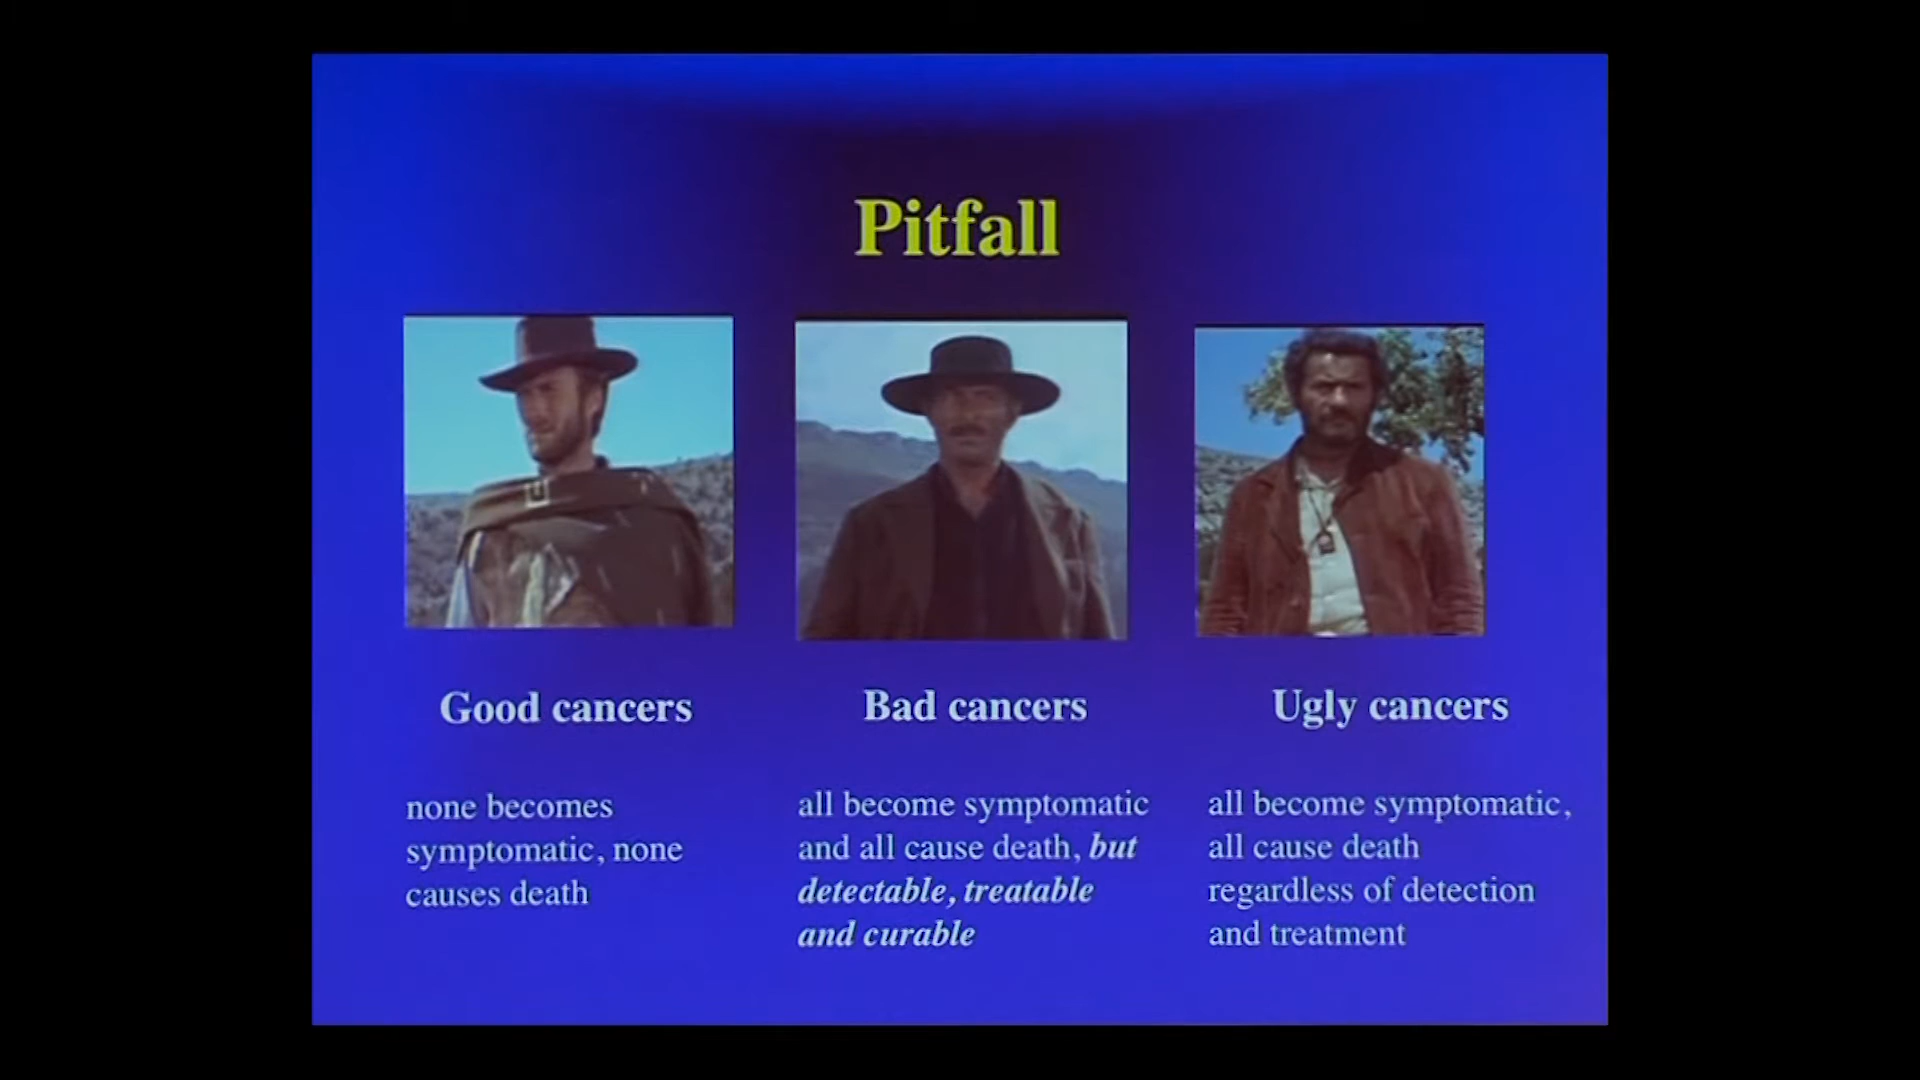 Pitfall
Good cancers
none becomes
symptomatic, none
causes death
Bad cancers
all become symptomatic
and all cause death, but
detectable, treatable
and curable
Ugly cancers
all become symptomatic,
all cause death
regardless of detection
and treatment